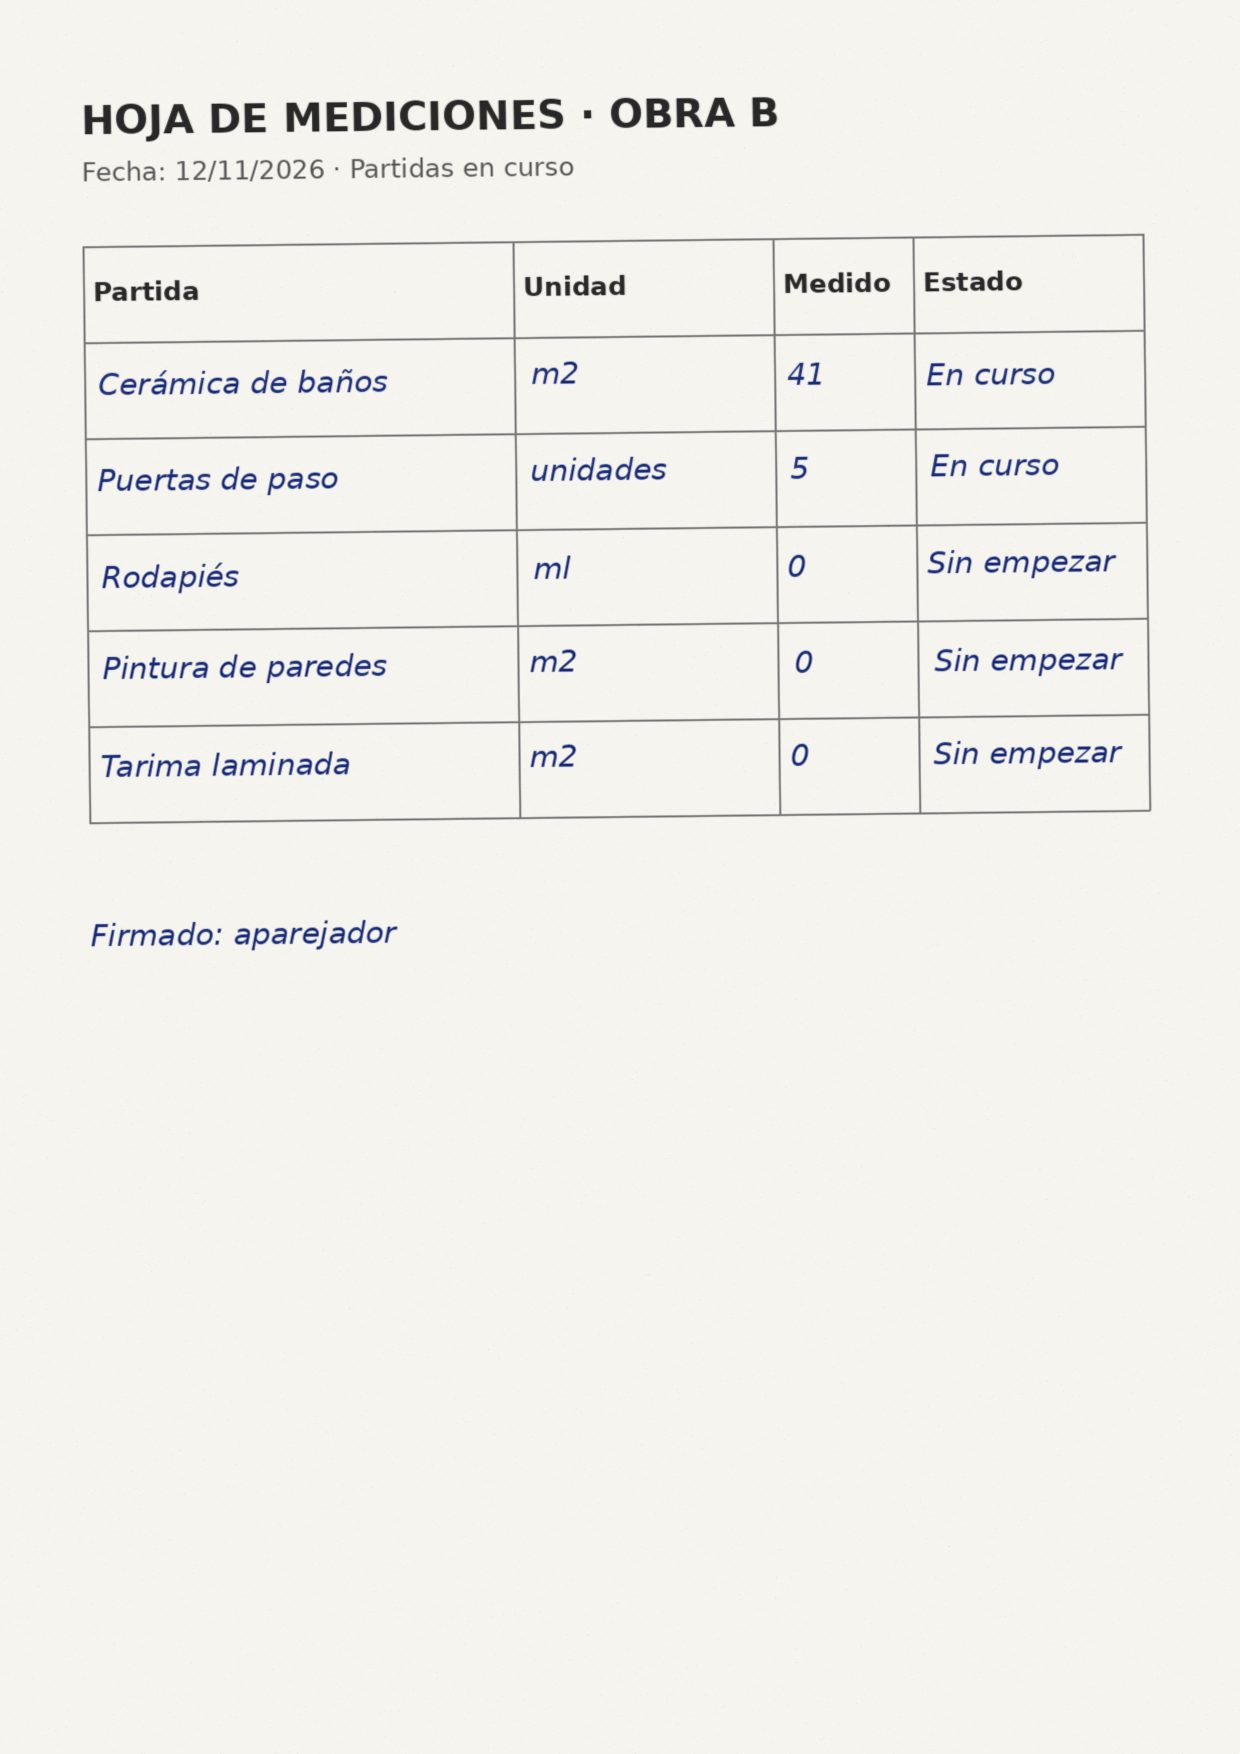 HOJA DE MEDICIONES · OBRA B
Fecha: 12/11/2026 · Partidas en curso
Partida Unidad Medido Estado
Cerámica de baños m2 41 En curso
Puertas de paso unidades 5 En curso
Rodapiés ml 0 Sin empezar
Pintura de paredes m2 0 Sin empezar
Tarima laminada m2 0 Sin empezar
Firmado: aparejador